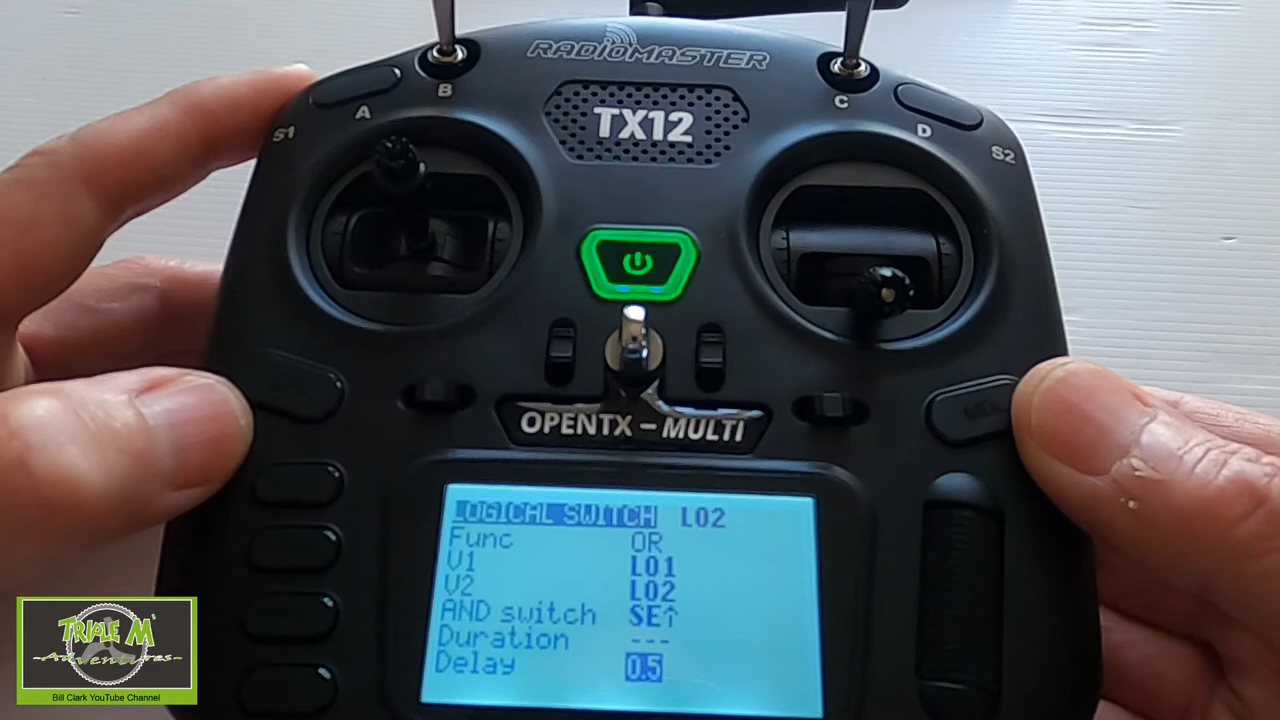 RADIOMASTER
TX12
B
C
A
D
S1
S2
OPENTX – MULTI
LOGICAL SWITCH L02
Func OR
V1 L01
V2 L02
AND switch SE↑
Duration ---
Delay 0.5
TRIPLE M
-Adventures-
Bill Clark YouTube Channel